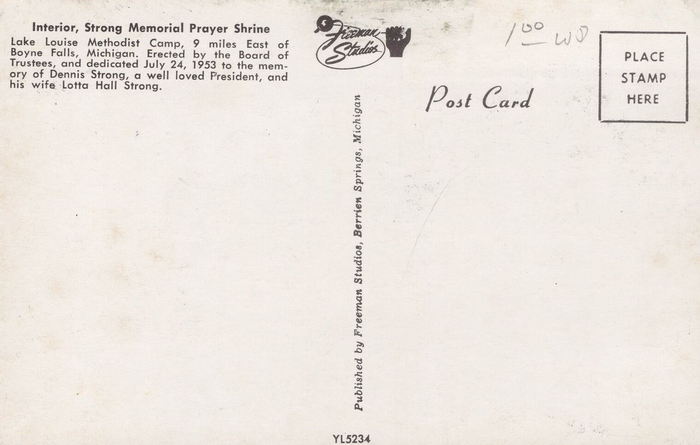 Interior, Strong Memorial Prayer Shrine
Lake Louise Methodist Camp, 9 miles East of
Boyne Falls, Michigan. Erected by the Board of
Trustees, and dedicated July 24, 1953 to the mem-
ory of Dennis Strong, a well loved President, and
his wife Lotta Hall Strong.
Freeman
Studios
Published by Freeman Studios, Berrien Springs, Michigan
YL5234
1 00
Post Card
PLACE
STAMP
HERE